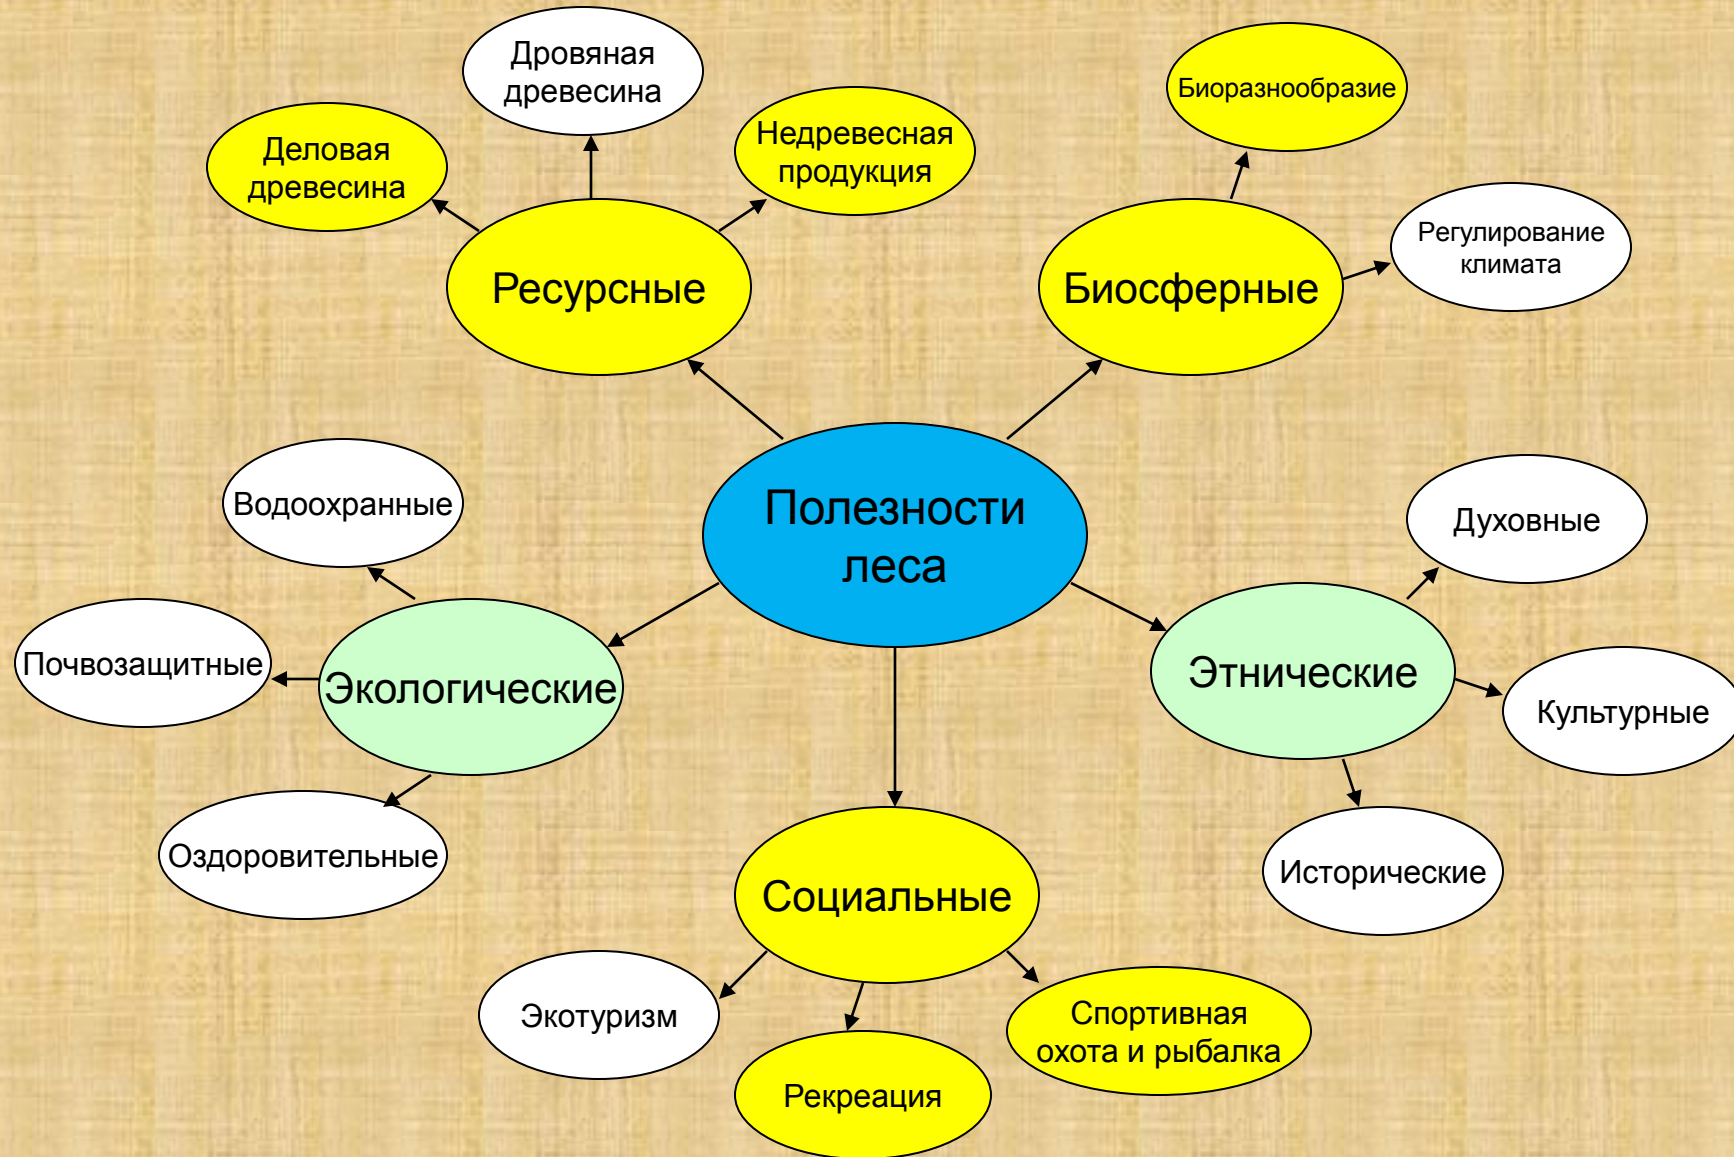 Дровяная
древесина
Биоразнообразие
Деловая
древесина
Недревесная
продукция
Регулирование
климата
Ресурсные
Биосферные
Полезности
леса
Водоохранные
Духовные
Почвозащитные
Экологические
Этнические
Культурные
Оздоровительные
Социальные
Исторические
Экотуризм
Спортивная
охота и рыбалка
Рекреация